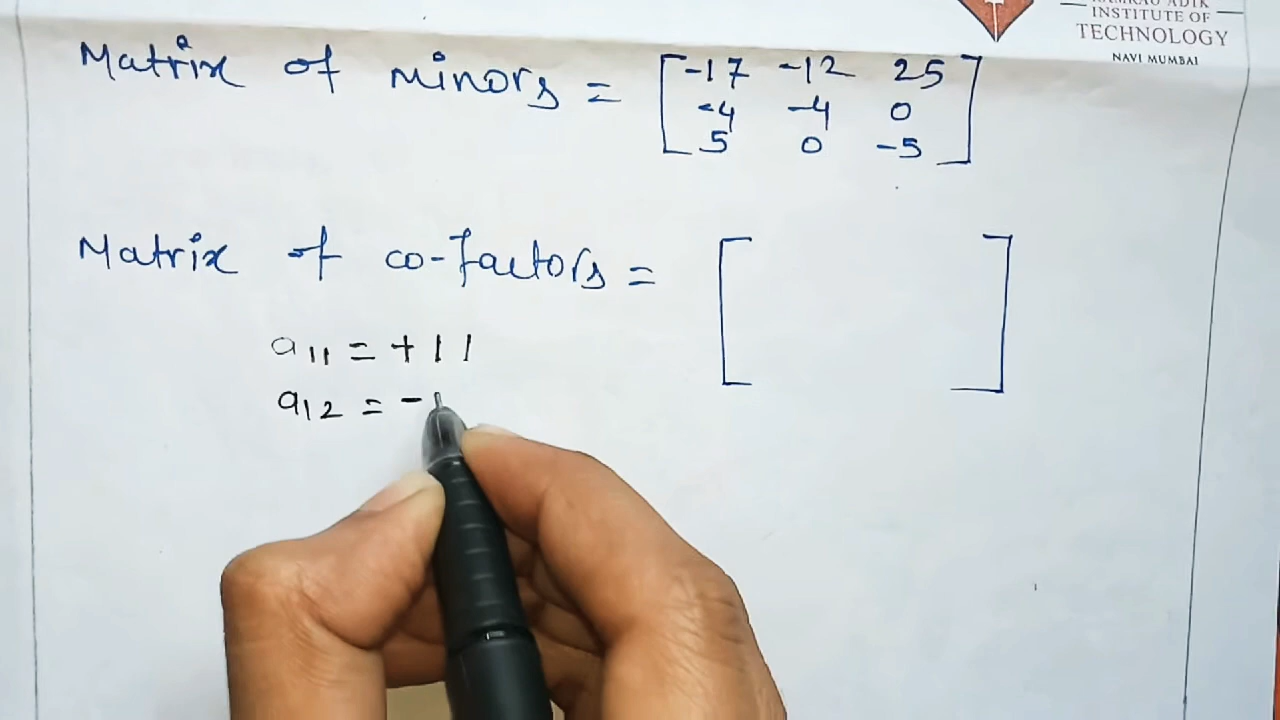 INSTITUTE OF
TECHNOLOGY
NAVI MUMBAI
Matrix of minors = [-17 -12 25
-4 -4 0
5 0 -5]
Matrix of co-factors = [ ]
a11 = + | |
a12 = - |